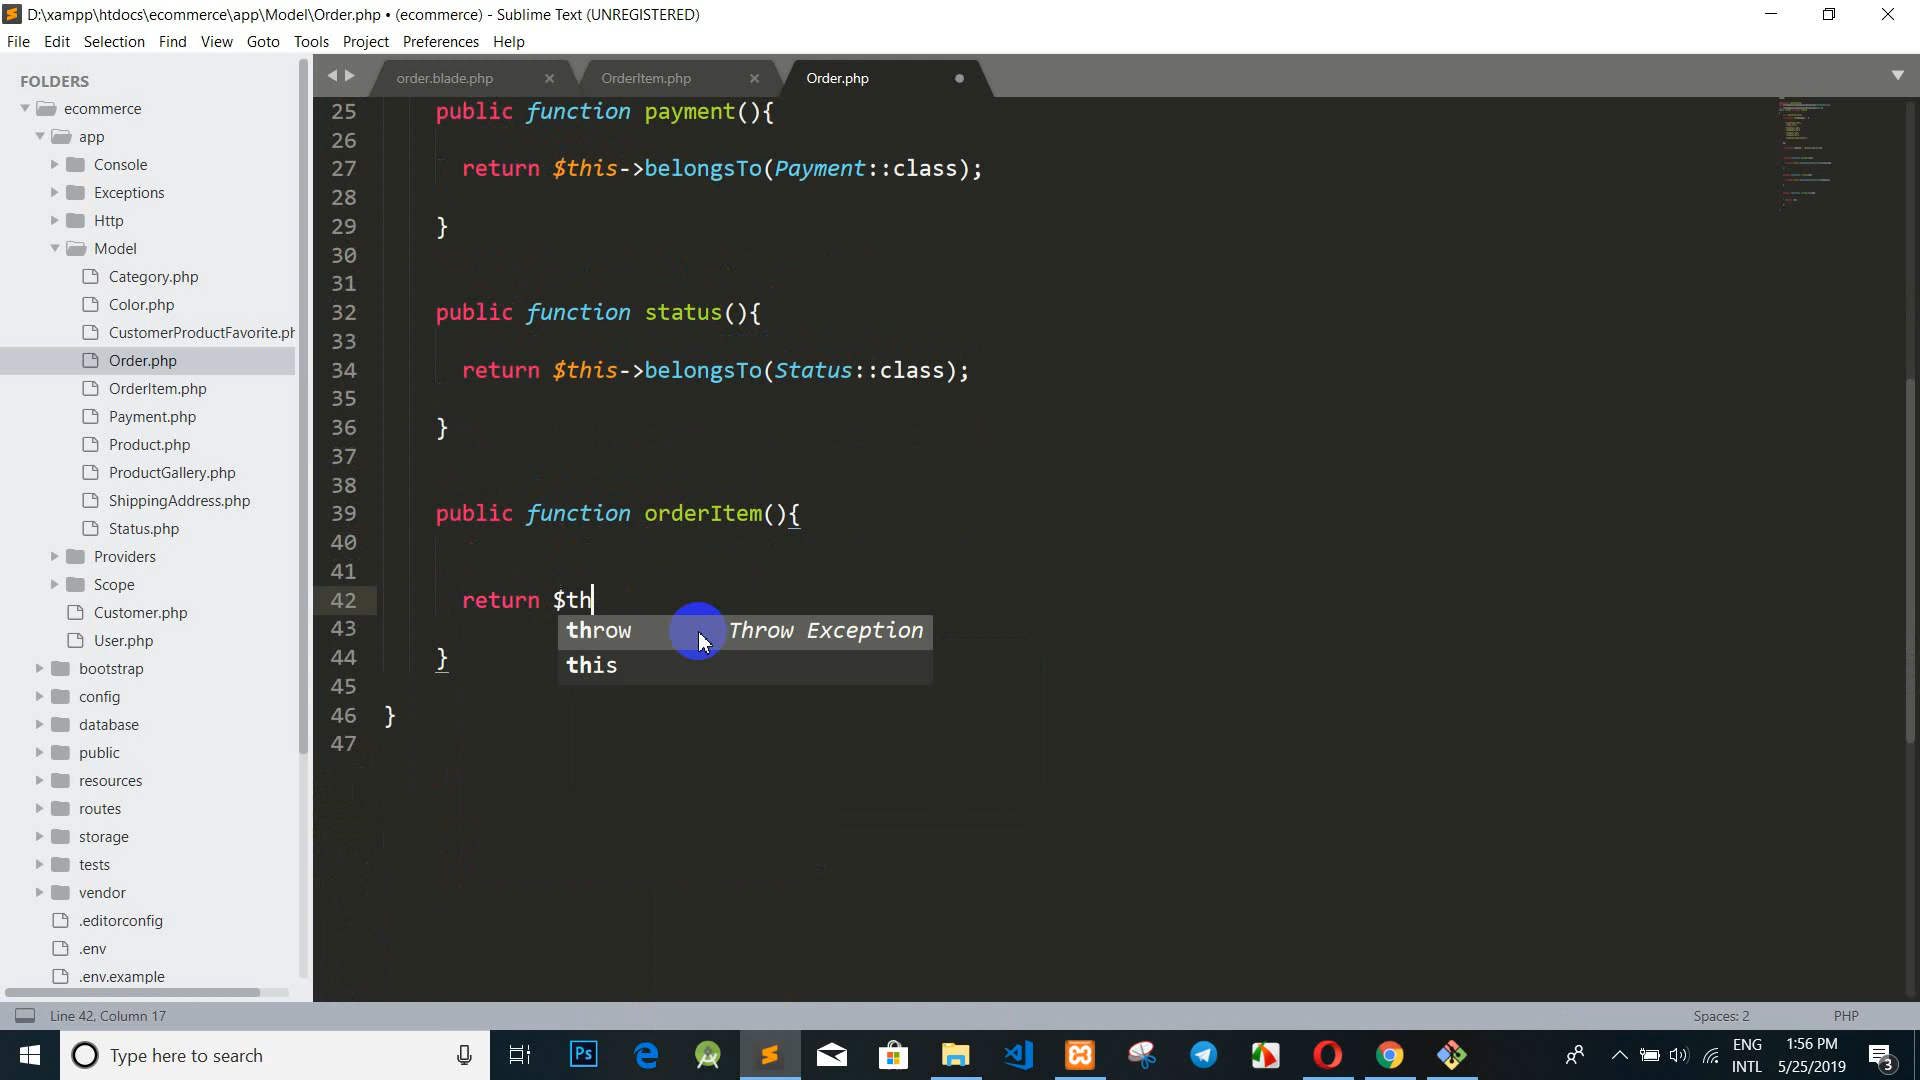 D:\xampp\htdocs\ecommerce\app\Model\Order.php • (ecommerce) - Sublime Text (UNREGISTERED)
File Edit Selection Find View Goto Tools Project Preferences Help
FOLDERS
ecommerce
app
Console
Exceptions
Http
Model
Category.php
Color.php
CustomerProductFavorite.ph
Order.php
OrderItem.php
Payment.php
Product.php
ProductGallery.php
ShippingAddress.php
Status.php
Providers
Scope
Customer.php
User.php
bootstrap
config
database
public
resources
routes
storage
tests
vendor
.editorconfig
.env
.env.example
order.blade.php OrderItem.php Order.php
25 public function payment(){
26
27 return $this->belongsTo(Payment::class);
28
29 }
30
31
32 public function status(){
33
34 return $this->belongsTo(Status::class);
35
36 }
37
38
39 public function orderItem(){
40
41
42 return $th
throw Throw Exception
this
43
44 }
45
46 }
47
Line 42, Column 17 Spaces: 2 PHP
Type here to search
Ps
ENG
INTL
1:56 PM
5/25/2019
3